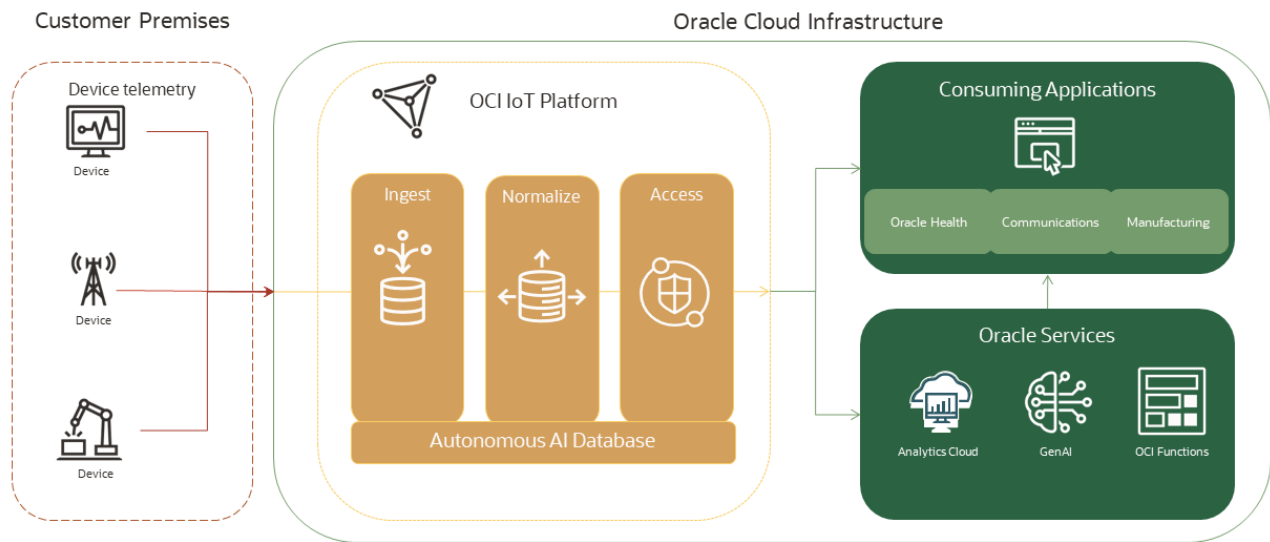 Customer Premises
Oracle Cloud Infrastructure
Device telemetry
Device
Device
Device
OCI IoT Platform
Ingest
Normalize
Access
Autonomous AI Database
Consuming Applications
Oracle Health
Communications
Manufacturing
Oracle Services
Analytics Cloud
GenAI
OCI Functions